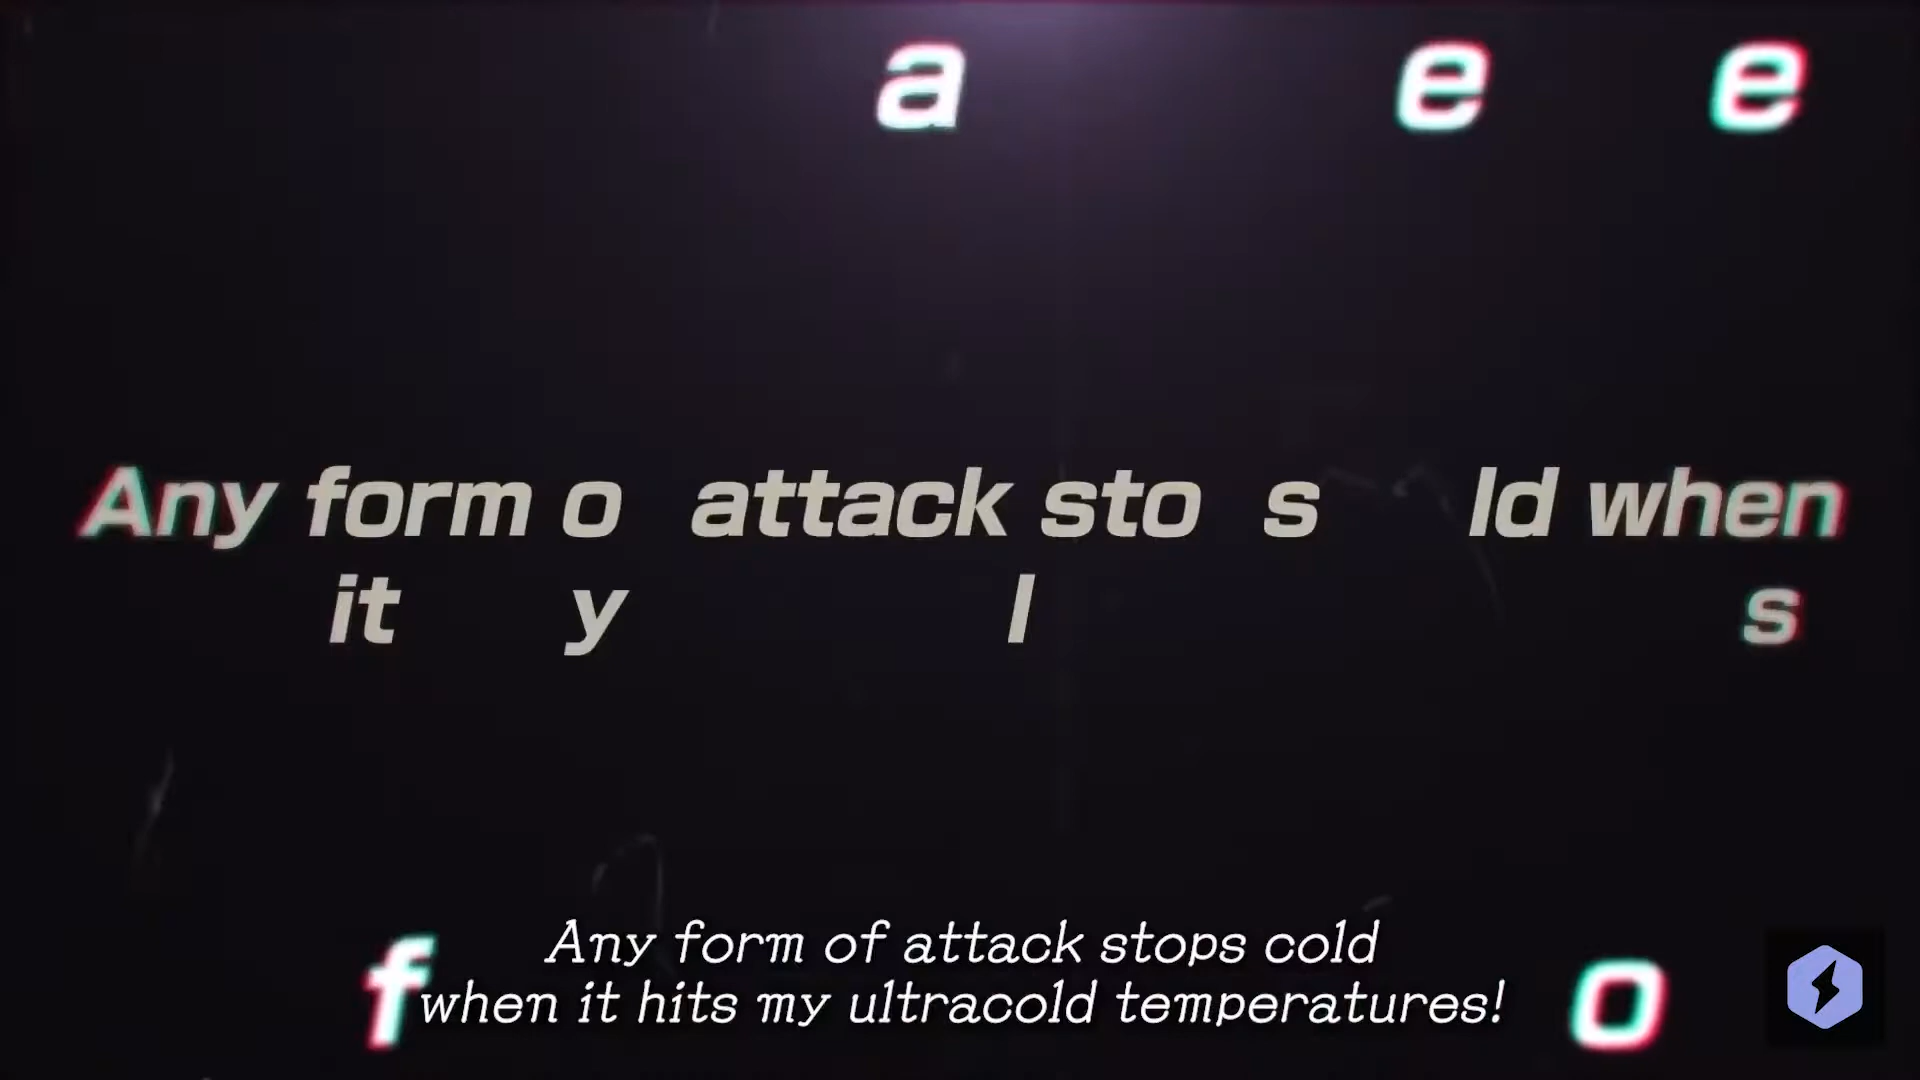 a e e
Any form o attack sto s ld when
it y l s
f o
Any form of attack stops cold
when it hits my ultracold temperatures!